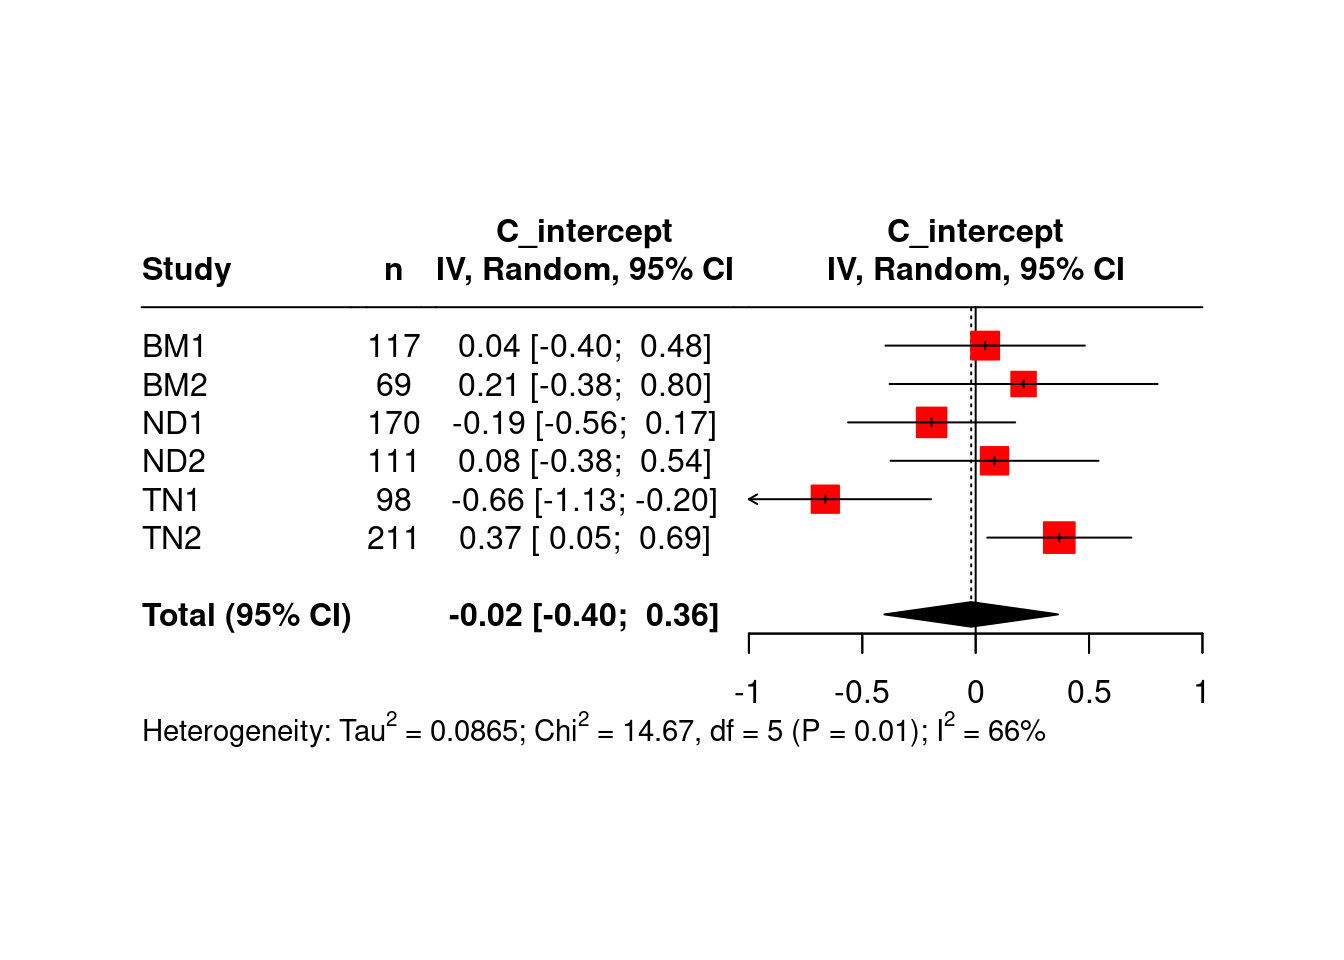 C_intercept C_intercept
Study n IV, Random, 95% CI IV, Random, 95% CI
BM1 117 0.04 [-0.40; 0.48]
BM2 69 0.21 [-0.38; 0.80]
ND1 170 -0.19 [-0.56; 0.17]
ND2 111 0.08 [-0.38; 0.54]
TN1 98 -0.66 [-1.13; -0.20]
TN2 211 0.37 [ 0.05; 0.69]
Total (95% CI) -0.02 [-0.40; 0.36]
-1 -0.5 0 0.5 1
Heterogeneity: Tau² = 0.0865; Chi² = 14.67, df = 5 (P = 0.01); I² = 66%